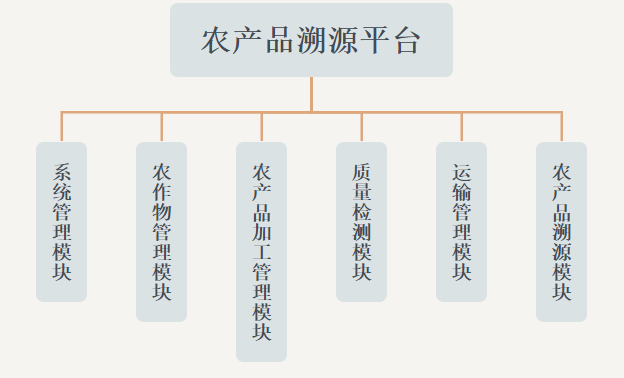 农产品溯源平台
系统管理模块
农作物管理模块
农产品加工管理模块
质量检测模块
运输管理模块
农产品溯源模块